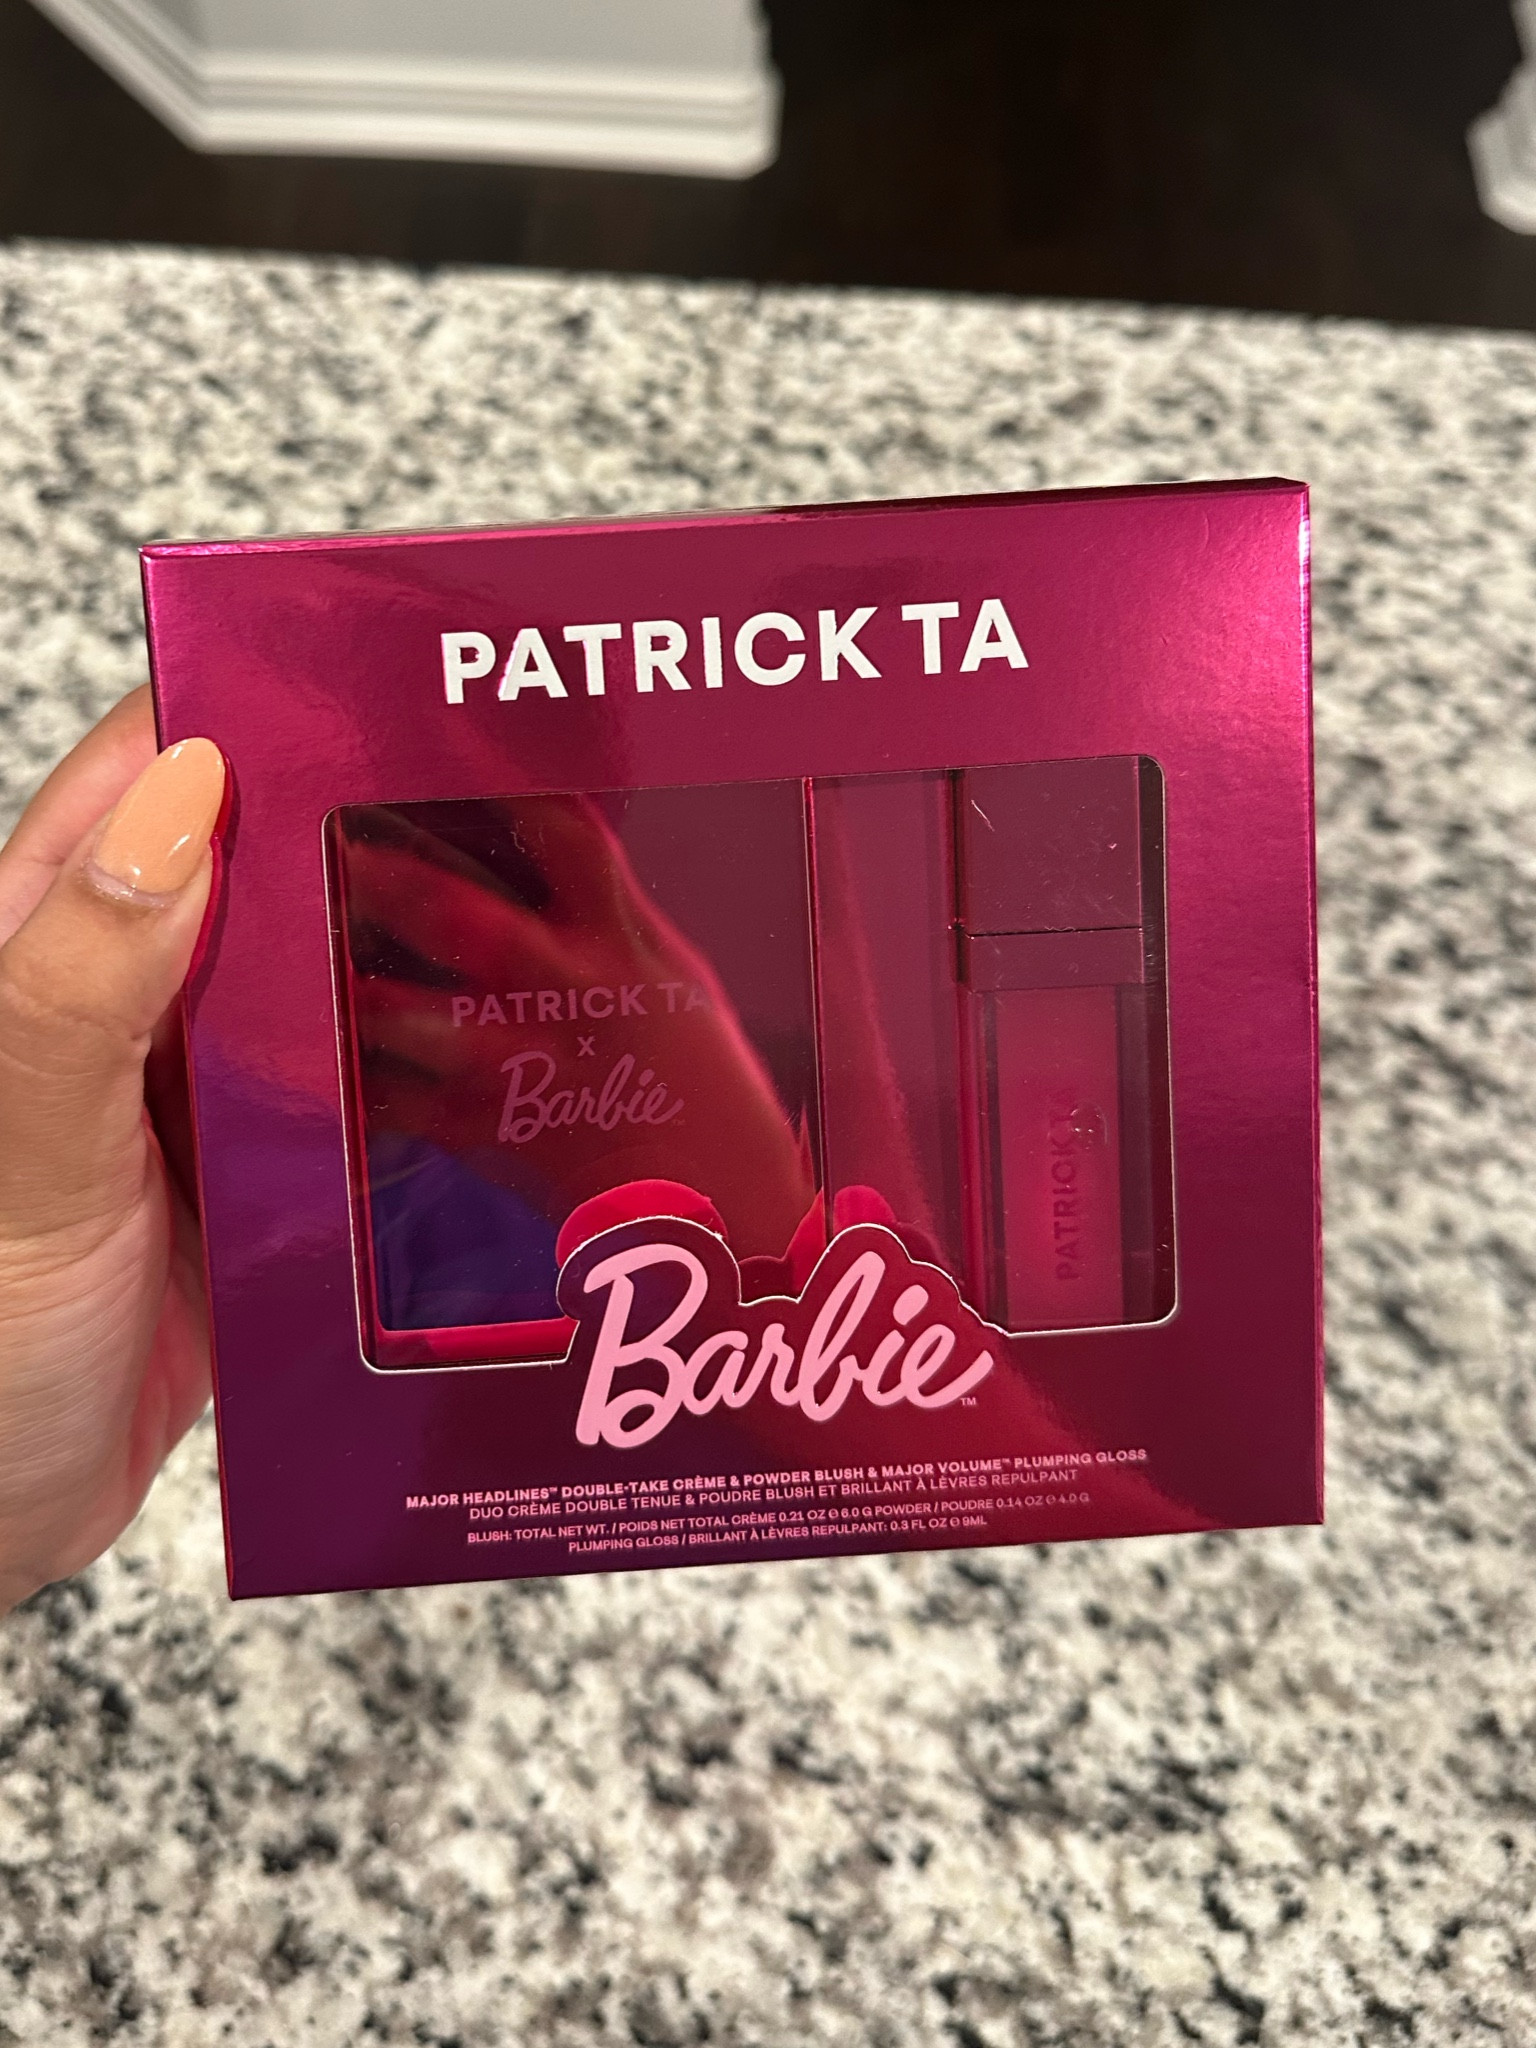 PATRICK TA
PATRICK TA
x
Barbie™
PATRICK TA
Barbie™
MAJOR HEADLINES™ DOUBLE-TAKE CRÈME & POWDER BLUSH & MAJOR VOLUME™ PLUMPING GLOSS
DUO CRÈME DOUBLE TENUE & POUDRE BLUSH ET BRILLANT À LÈVRES REPULPANT
BLUSH: TOTAL NET WT. / POIDS NET TOTAL CRÈME 0.21 OZ ℮ 6.0 G POWDER / POUDRE 0.14 OZ ℮ 4.0 G
PLUMPING GLOSS / BRILLANT À LÈVRES REPULPANT: 0.3 FL OZ ℮ 9ML